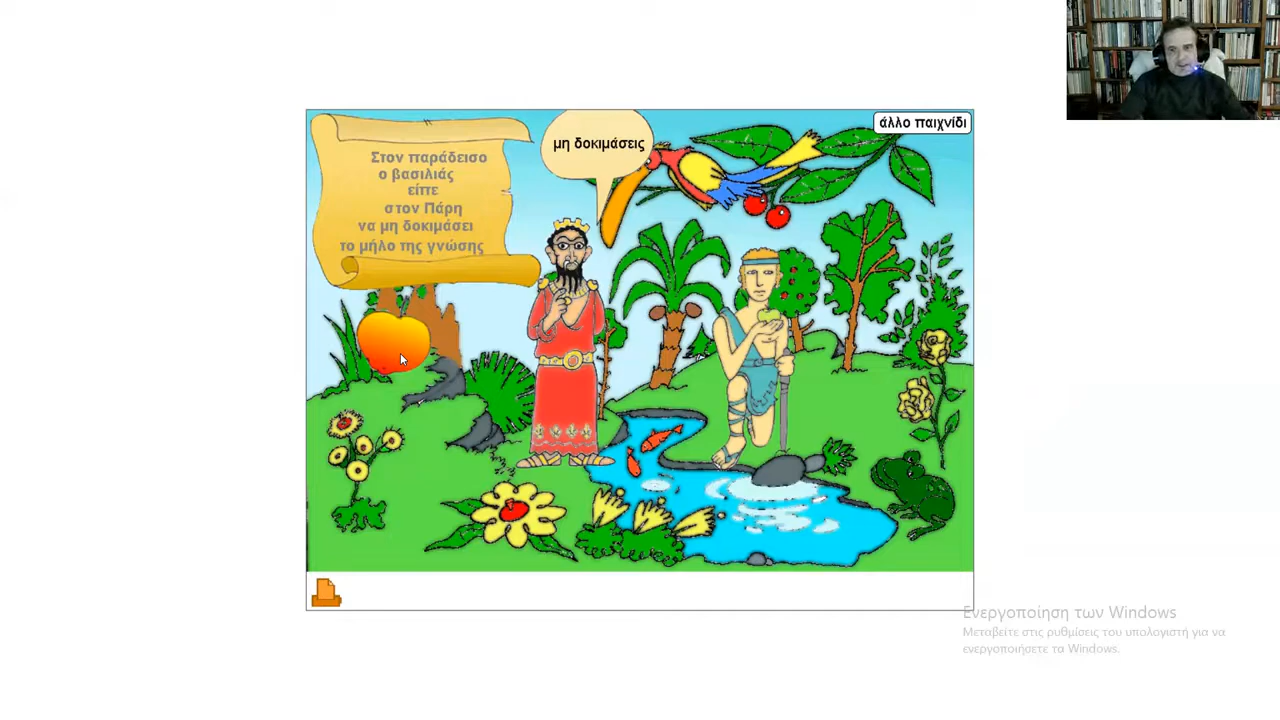 Στον παράδεισο
ο βασιλιάς
είπε
στον Πάρη
να μη δοκιμάσει
το μήλο της γνώσης
μη δοκιμάσεις
άλλο παιχνίδι
Ενεργοποίηση των Windows
Μεταβείτε στις ρυθμίσεις του υπολογιστή για να
ενεργοποιήσετε τα Windows.